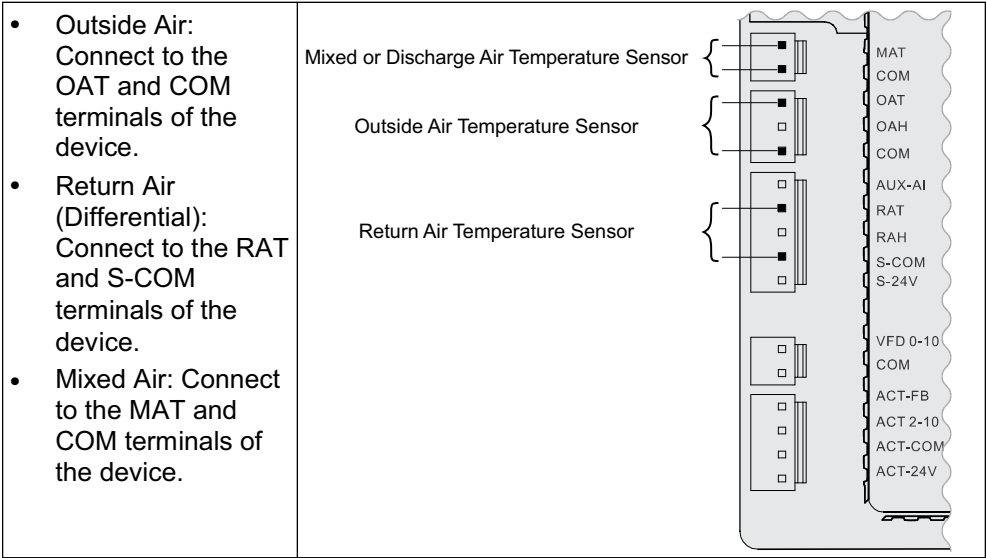 • Outside Air:
Connect to the
OAT and COM
terminals of the
device.
• Return Air
(Differential):
Connect to the RAT
and S-COM
terminals of the
device.
• Mixed Air: Connect
to the MAT and
COM terminals of
the device.
Mixed or Discharge Air Temperature Sensor
Outside Air Temperature Sensor
Return Air Temperature Sensor
MAT
COM
OAT
OAH
COM
AUX-AI
RAT
RAH
S-COM
S-24V
VFD 0-10
COM
ACT-FB
ACT 2-10
ACT-COM
ACT-24V